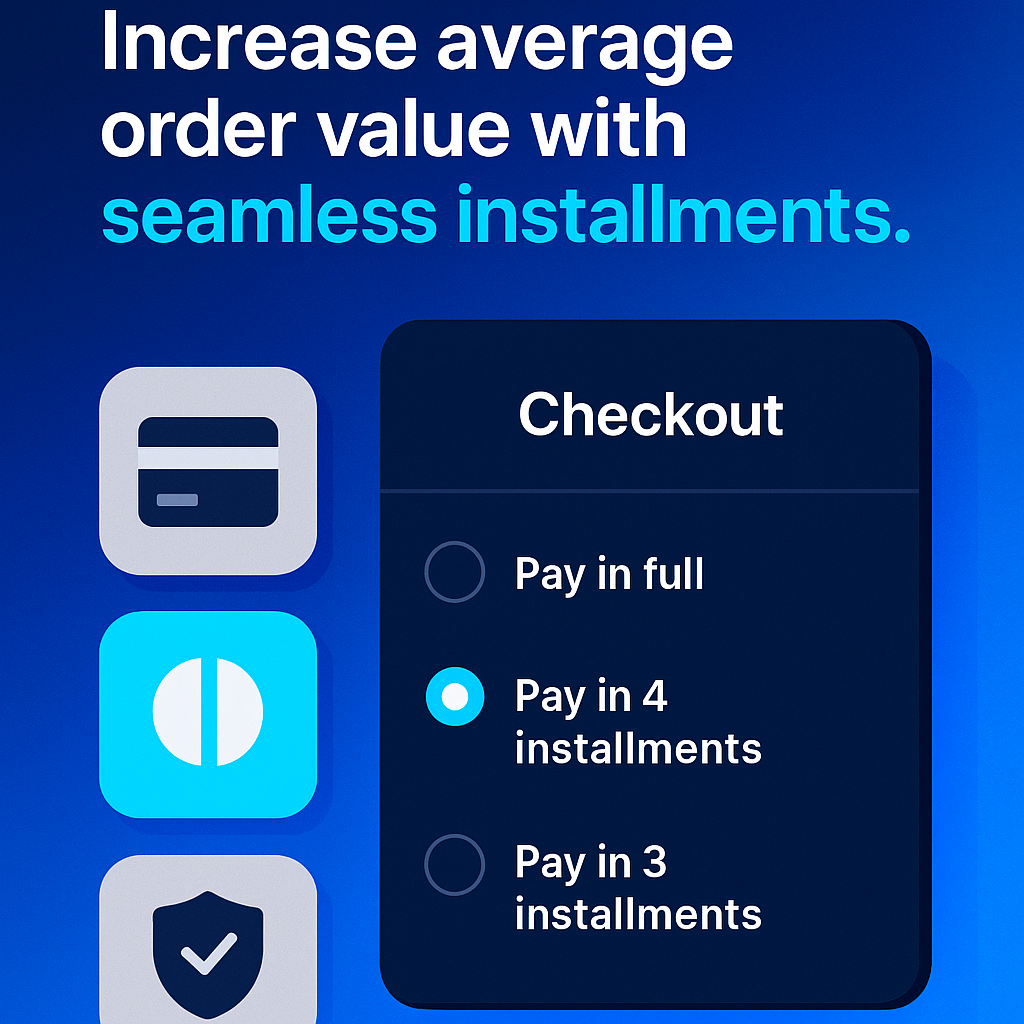 Increase average
order value with
seamless installments.
Checkout
Pay in full
Pay in 4
installments
Pay in 3
installments